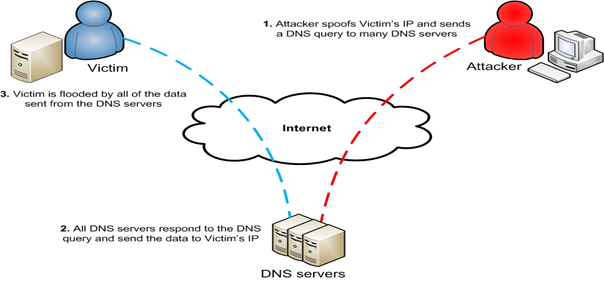 1. Attacker spoofs Victim's IP and sends
a DNS query to many DNS servers
Victim
Attacker
3. Victim is flooded by all of the data
sent from the DNS servers
Internet
2. All DNS servers respond to the DNS
query and send the data to Victim's IP
DNS servers